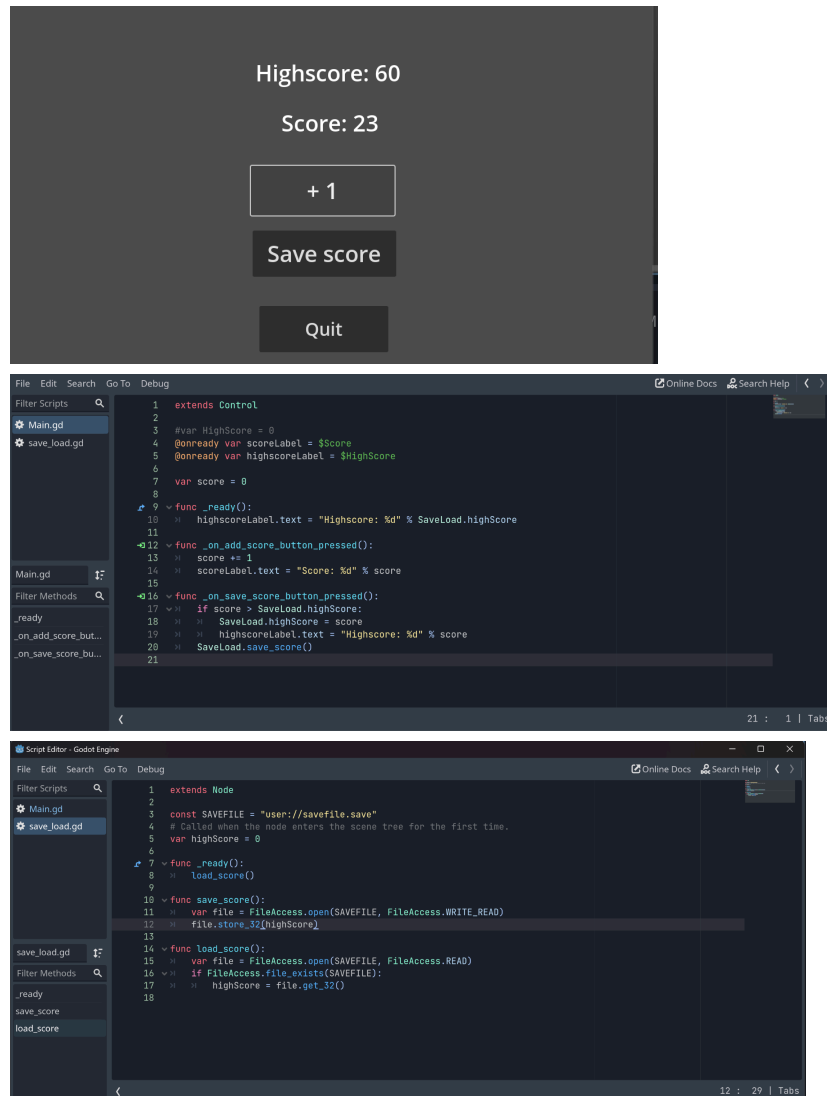 Highscore: 60
Score: 23
+ 1
Save score
Quit
File Edit Search Go To Debug
Online Docs Search Help
Filter Scripts
Main.gd
save_load.gd
Main.gd
Filter Methods
_ready
_on_add_score_but...
_on_save_score_bu...
1 extends Control
2
3 #var HighScore = 0
4 @onready var scoreLabel = $Score
5 @onready var highscoreLabel = $HighScore
6
7 var score = 0
8
9 func _ready():
10 highscoreLabel.text = "Highscore: %d" % SaveLoad.highScore
11
12 func _on_add_score_button_pressed():
13 score += 1
14 scoreLabel.text = "Score: %d" % score
15
16 func _on_save_score_button_pressed():
17 if score > SaveLoad.highScore:
18 SaveLoad.highScore = score
19 highscoreLabel.text = "Highscore: %d" % score
20 SaveLoad.save_score()
21
21 : 1 | Tabs
Script Editor - Godot Engine
File Edit Search Go To Debug
Online Docs Search Help
Filter Scripts
Main.gd
save_load.gd
save_load.gd
Filter Methods
_ready
save_score
load_score
1 extends Node
2
3 const SAVEFILE = "user://savefile.save"
4 # Called when the node enters the scene tree for the first time.
5 var highScore = 0
6
7 func _ready():
8 load_score()
9
10 func save_score():
11 var file = FileAccess.open(SAVEFILE, FileAccess.WRITE_READ)
12 file.store_32(highScore)
13
14 func load_score():
15 var file = FileAccess.open(SAVEFILE, FileAccess.READ)
16 if FileAccess.file_exists(SAVEFILE):
17 highScore = file.get_32()
18
12 : 29 | Tabs